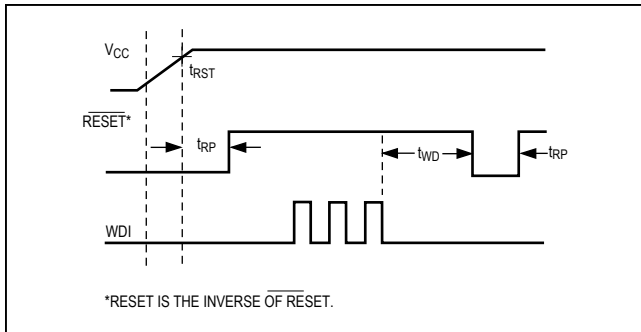 VCC
tRST
RESET*
tRP
tWD
tRP
WDI
*RESET IS THE INVERSE OF RESET.